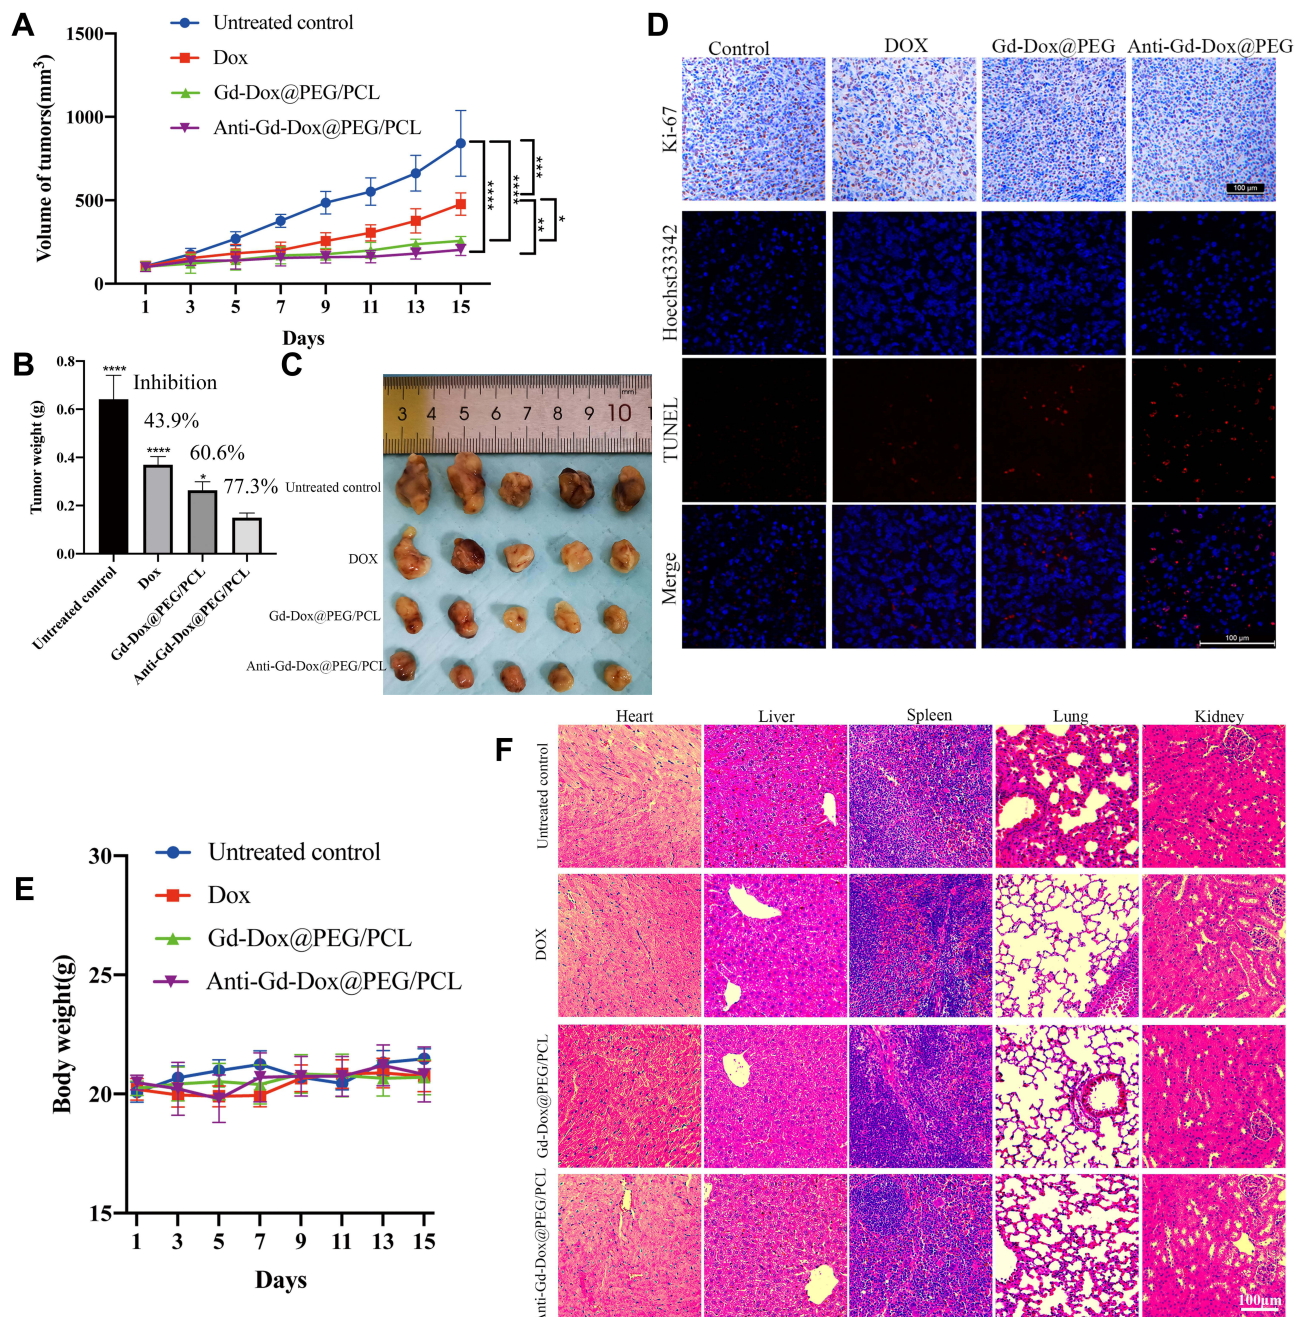 A
Untreated control
Dox
Gd-Dox@PEG/PCL
Anti-Gd-Dox@PEG/PCL
Volume of tumors(mm³)
1500
1000
500
0
1 3 5 7 9 11 13 15
Days
***
****
****
**
*
B
Tumor weight (g)
0.8
0.6
0.4
0.2
0.0
****
Inhibition
43.9%
****
60.6%
*
77.3%
Untreated control
Dox
Gd-Dox@PEG/PCL
Anti-Gd-Dox@PEG/PCL
C
mm
3 4 5 6 7 8 9 10
Untreated control
DOX
Gd-Dox@PEG/PCL
Anti-Gd-Dox@PEG/PCL
D
Control DOX Gd-Dox@PEG Anti-Gd-Dox@PEG
Ki-67
100 μm
Hoechst33342
TUNEL
Merge
100 μm
E
Untreated control
Dox
Gd-Dox@PEG/PCL
Anti-Gd-Dox@PEG/PCL
Body weight(g)
30
25
20
15
1 3 5 7 9 11 13 15
Days
F
Heart Liver Spleen Lung Kidney
Untreated control
DOX
Gd-Dox@PEG/PCL
Anti-Gd-Dox@PEG/PCL
100μm